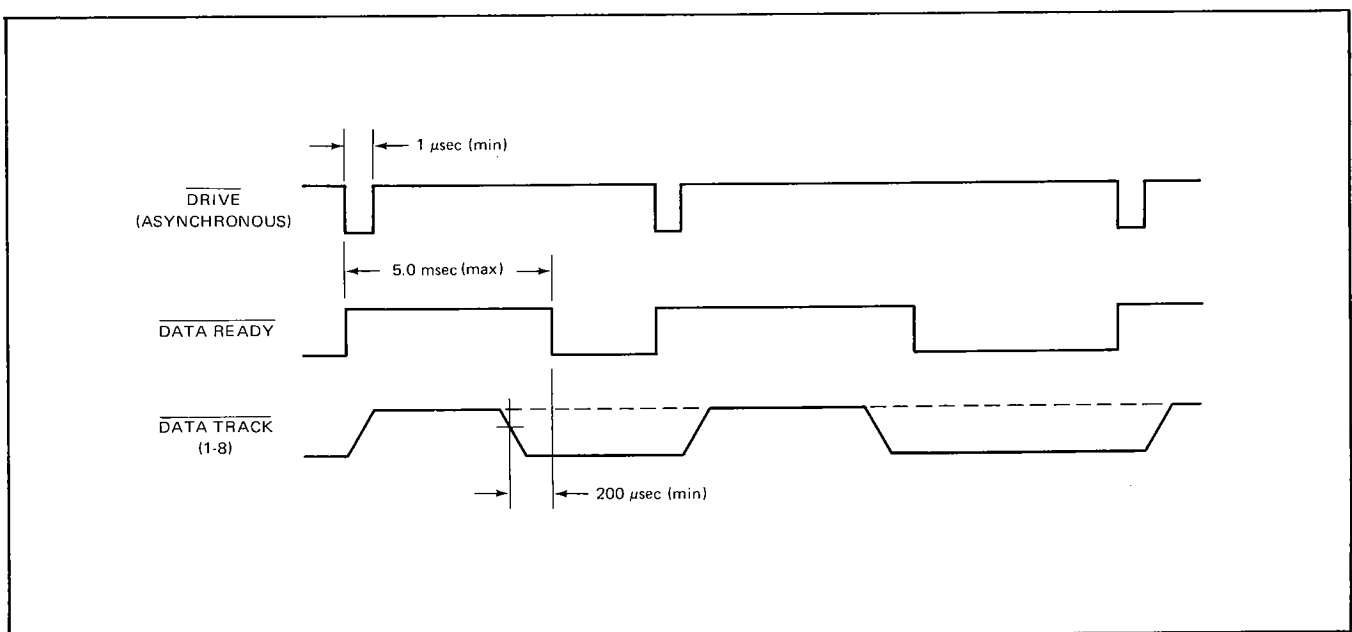 1 μsec (min)
DRIVE
(ASYNCHRONOUS)
5.0 msec (max)
DATA READY
DATA TRACK
(1-8)
200 μsec (min)